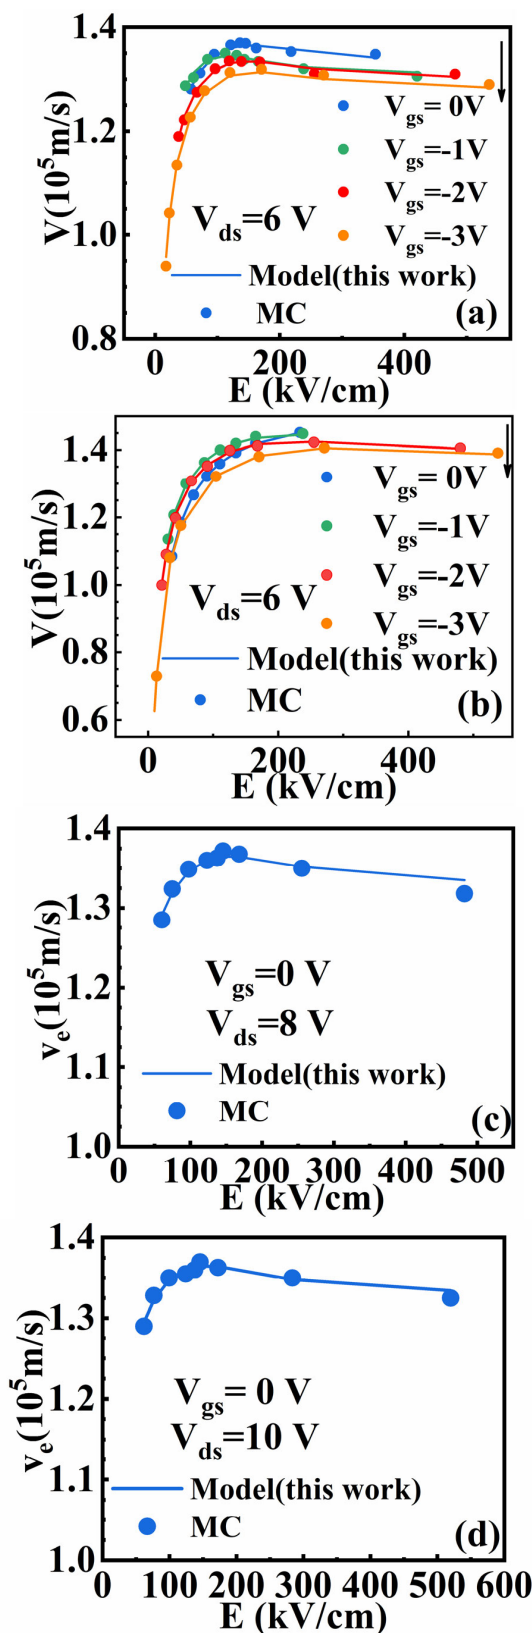 1.4
1.2
1.0
0.8
V(10⁵m/s)
V_gs= 0V
V_gs=-1V
V_gs=-2V
V_gs=-3V
V_ds=6 V
Model(this work)
MC
(a)
0 200 400
E (kV/cm)
1.4
1.2
1.0
0.8
0.6
V(10⁵m/s)
V_gs= 0V
V_gs=-1V
V_gs=-2V
V_gs=-3V
V_ds=6 V
Model(this work)
MC
(b)
0 200 400
E (kV/cm)
1.4
1.3
1.2
1.1
1.0
v_e(10⁵m/s)
V_gs=0 V
V_ds=8 V
Model(this work)
MC
(c)
0 100 200 300 400 500
E (kV/cm)
1.4
1.3
1.2
1.1
1.0
v_e(10⁵m/s)
V_gs= 0 V
V_ds=10 V
Model(this work)
MC
(d)
0 100 200 300 400 500 600
E (kV/cm)